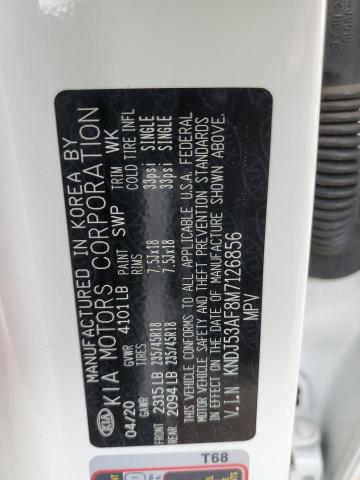 MANUFACTURED IN KOREA BY
KIA KIA MOTORS CORPORATION
04/20 GVWR 4101LB PAINT SWP TRIM WK
GAWR TIRES RIMS COLD TIRE INFL
FRONT 2315LB 235/45R18 7.5Jx18 33psi SINGLE
REAR 2094LB 235/45R18 7.5Jx18 33psi SINGLE
THIS VEHICLE CONFORMS TO ALL APPLICABLE U.S.A. FEDERAL
MOTOR VEHICLE SAFETY AND THEFT PREVENTION STANDARDS
IN EFFECT ON THE DATE OF MANUFACTURE SHOWN ABOVE.
V.I.N KNDJ53AF8M7126856
MPV
T68